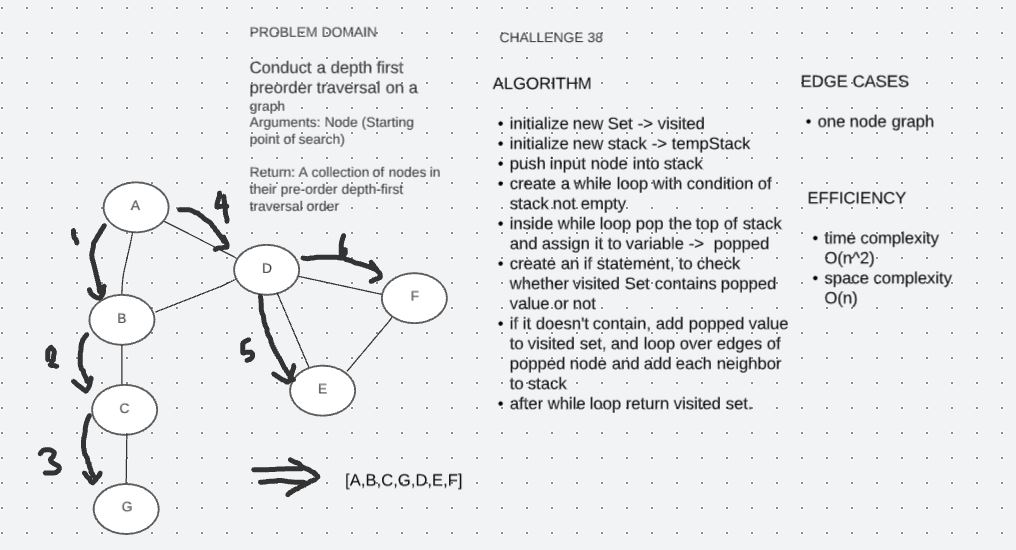 PROBLEM DOMAIN
Conduct a depth first
preorder traversal on a
graph
Arguments: Node (Starting
point of search)
Return: A collection of nodes in
their pre-order depth-first
traversal order
A
B
C
G
D
E
F
1
2
3
4
5
6
[A,B,C,G,D,E,F]
CHALLENGE 38
ALGORITHM
• initialize new Set -> visited
• initialize new stack -> tempStack
• push input node into stack
• create a while loop with condition of
stack not empty.
• inside while loop pop the top of stack
and assign it to variable -> popped
• create an if statement, to check
whether visited Set contains popped
value or not
• if it doesn't contain, add popped value
to visited set, and loop over edges of
popped node and add each neighbor
to stack
• after while loop return visited set.
EDGE CASES
• one node graph
EFFICIENCY
• time complexity
O(n^2)
• space complexity
O(n)